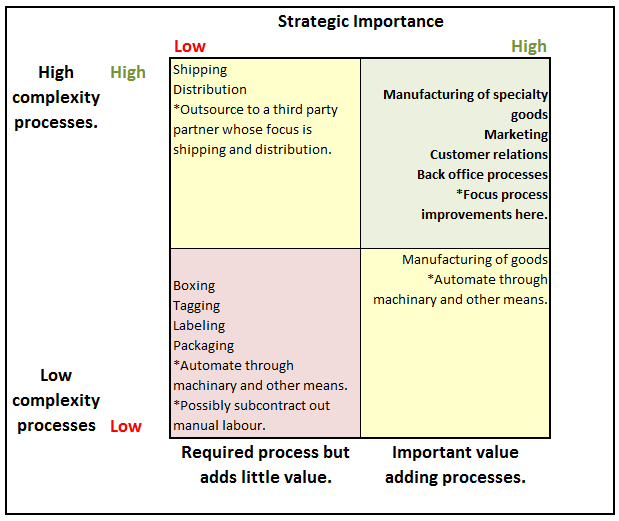 Strategic Importance
Low
High
High
complexity
processes.
High
Shipping
Distribution
*Outsource to a third party
partner whose focus is
shipping and distribution.
Manufacturing of specialty
goods
Marketing
Customer relations
Back office processes
*Focus process
improvements here.
Low
complexity
processes
Low
Boxing
Tagging
Labeling
Packaging
*Automate through
machinary and other means.
*Possibly subcontract out
manual labour.
Manufacturing of goods
*Automate through
machinary and other means.
Required process but
adds little value.
Important value
adding processes.